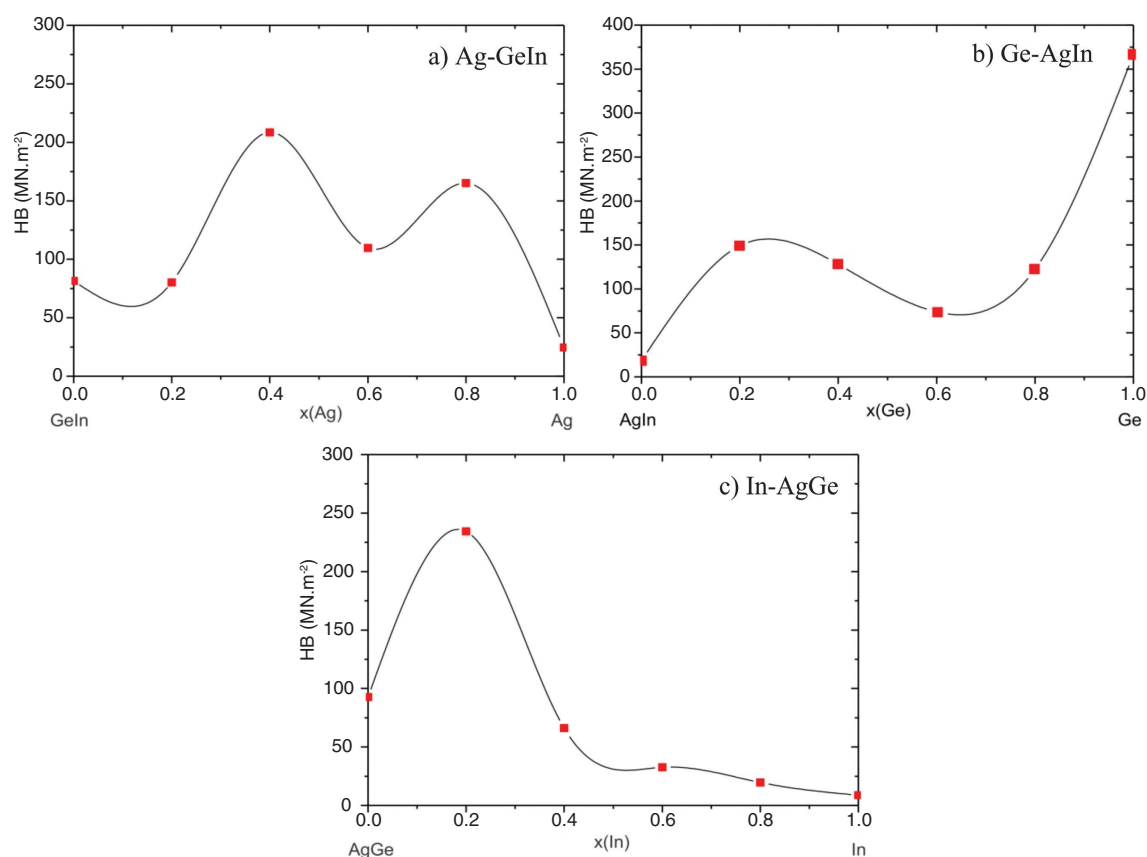 a) Ag-GeIn
HB (MN.m-2)
300
250
200
150
100
50
0
0.0 0.2 0.4 0.6 0.8 1.0
GeIn x(Ag) Ag
b) Ge-AgIn
HB (MN.m-2)
400
350
300
250
200
150
100
50
0
0.0 0.2 0.4 0.6 0.8 1.0
AgIn x(Ge) Ge
c) In-AgGe
HB (MN.m-2)
300
250
200
150
100
50
0
0.0 0.2 0.4 0.6 0.8 1.0
AgGe x(In) In